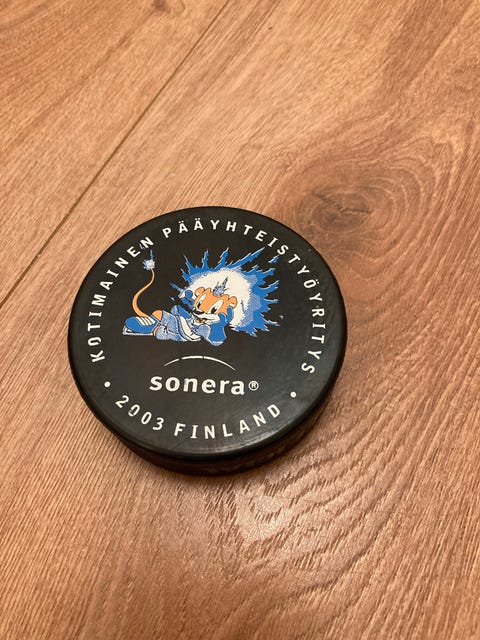 KOTIMAINEN PÄÄYHTEISTYÖYRITYS
sonera®
• 2003 FINLAND •